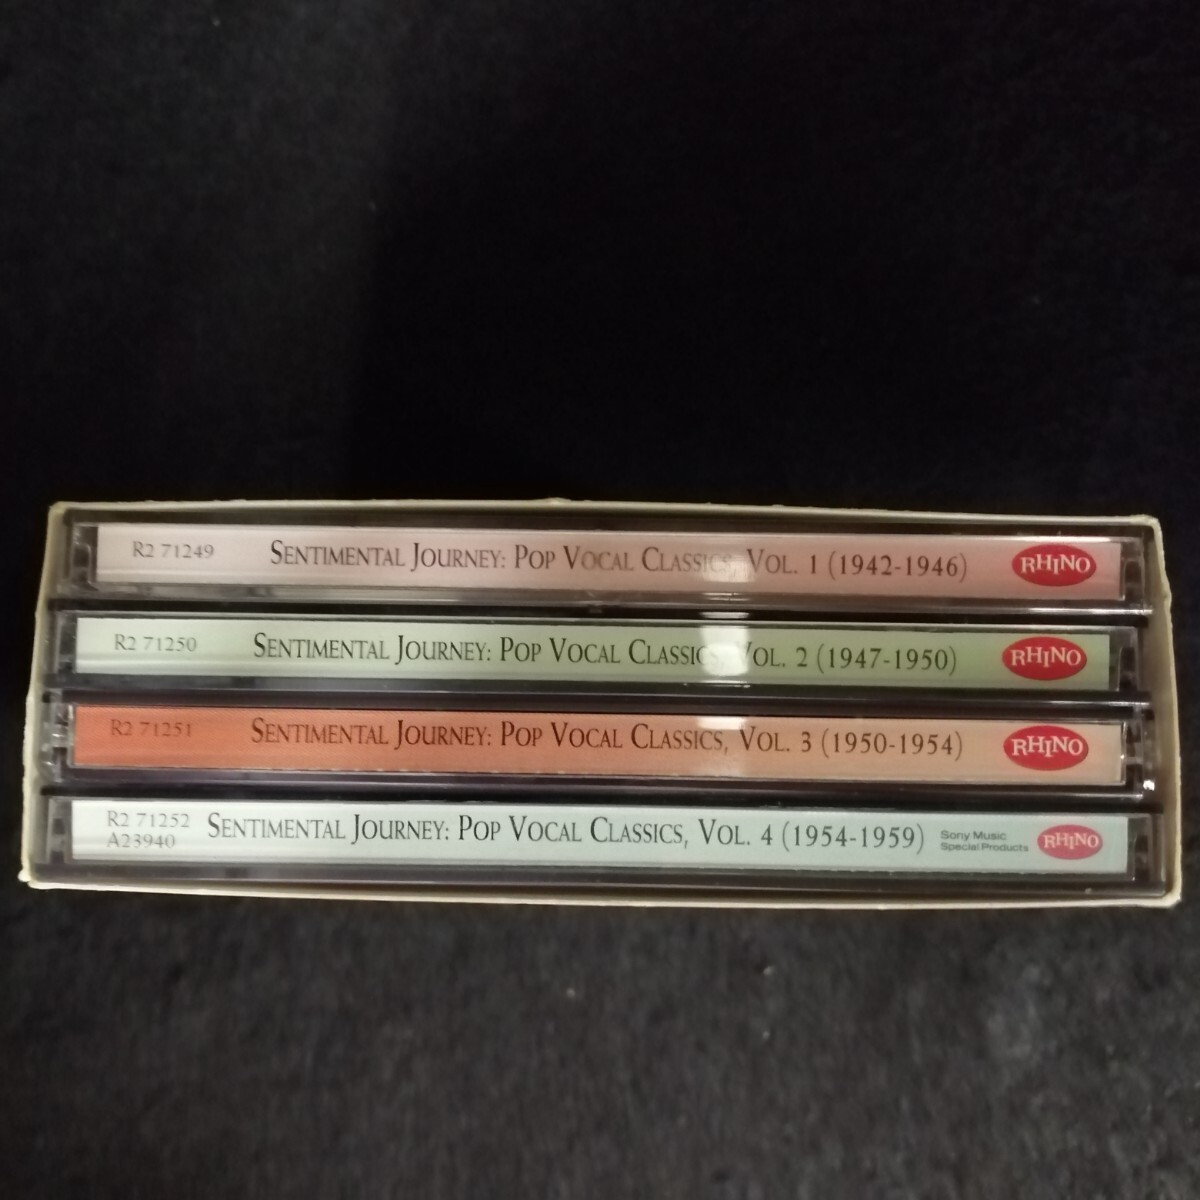 R2 71249 SENTIMENTAL JOURNEY: POP VOCAL CLASSICS, VOL. 1 (1942-1946) RHINO
R2 71250 SENTIMENTAL JOURNEY: POP VOCAL CLASSICS, VOL. 2 (1947-1950) RHINO
R2 71251 SENTIMENTAL JOURNEY: POP VOCAL CLASSICS, VOL. 3 (1950-1954) RHINO
R2 71252
A23940
SENTIMENTAL JOURNEY: POP VOCAL CLASSICS, VOL. 4 (1954-1959)
Sony Music
Special Products
RHINO